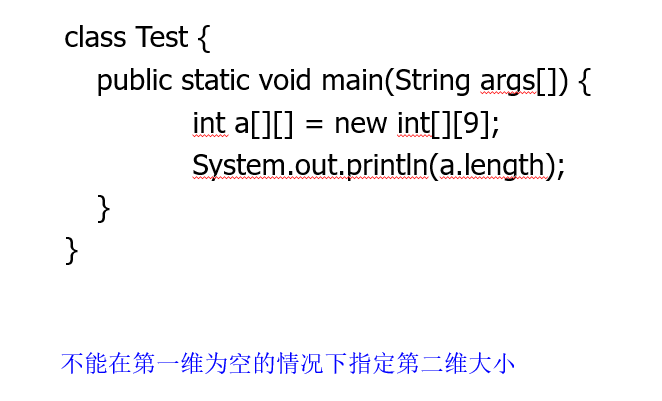 class Test {
public static void main(String args[]) {
int a[][] = new int[][9];
System.out.println(a.length);
}
}
不能在第一维为空的情况下指定第二维大小